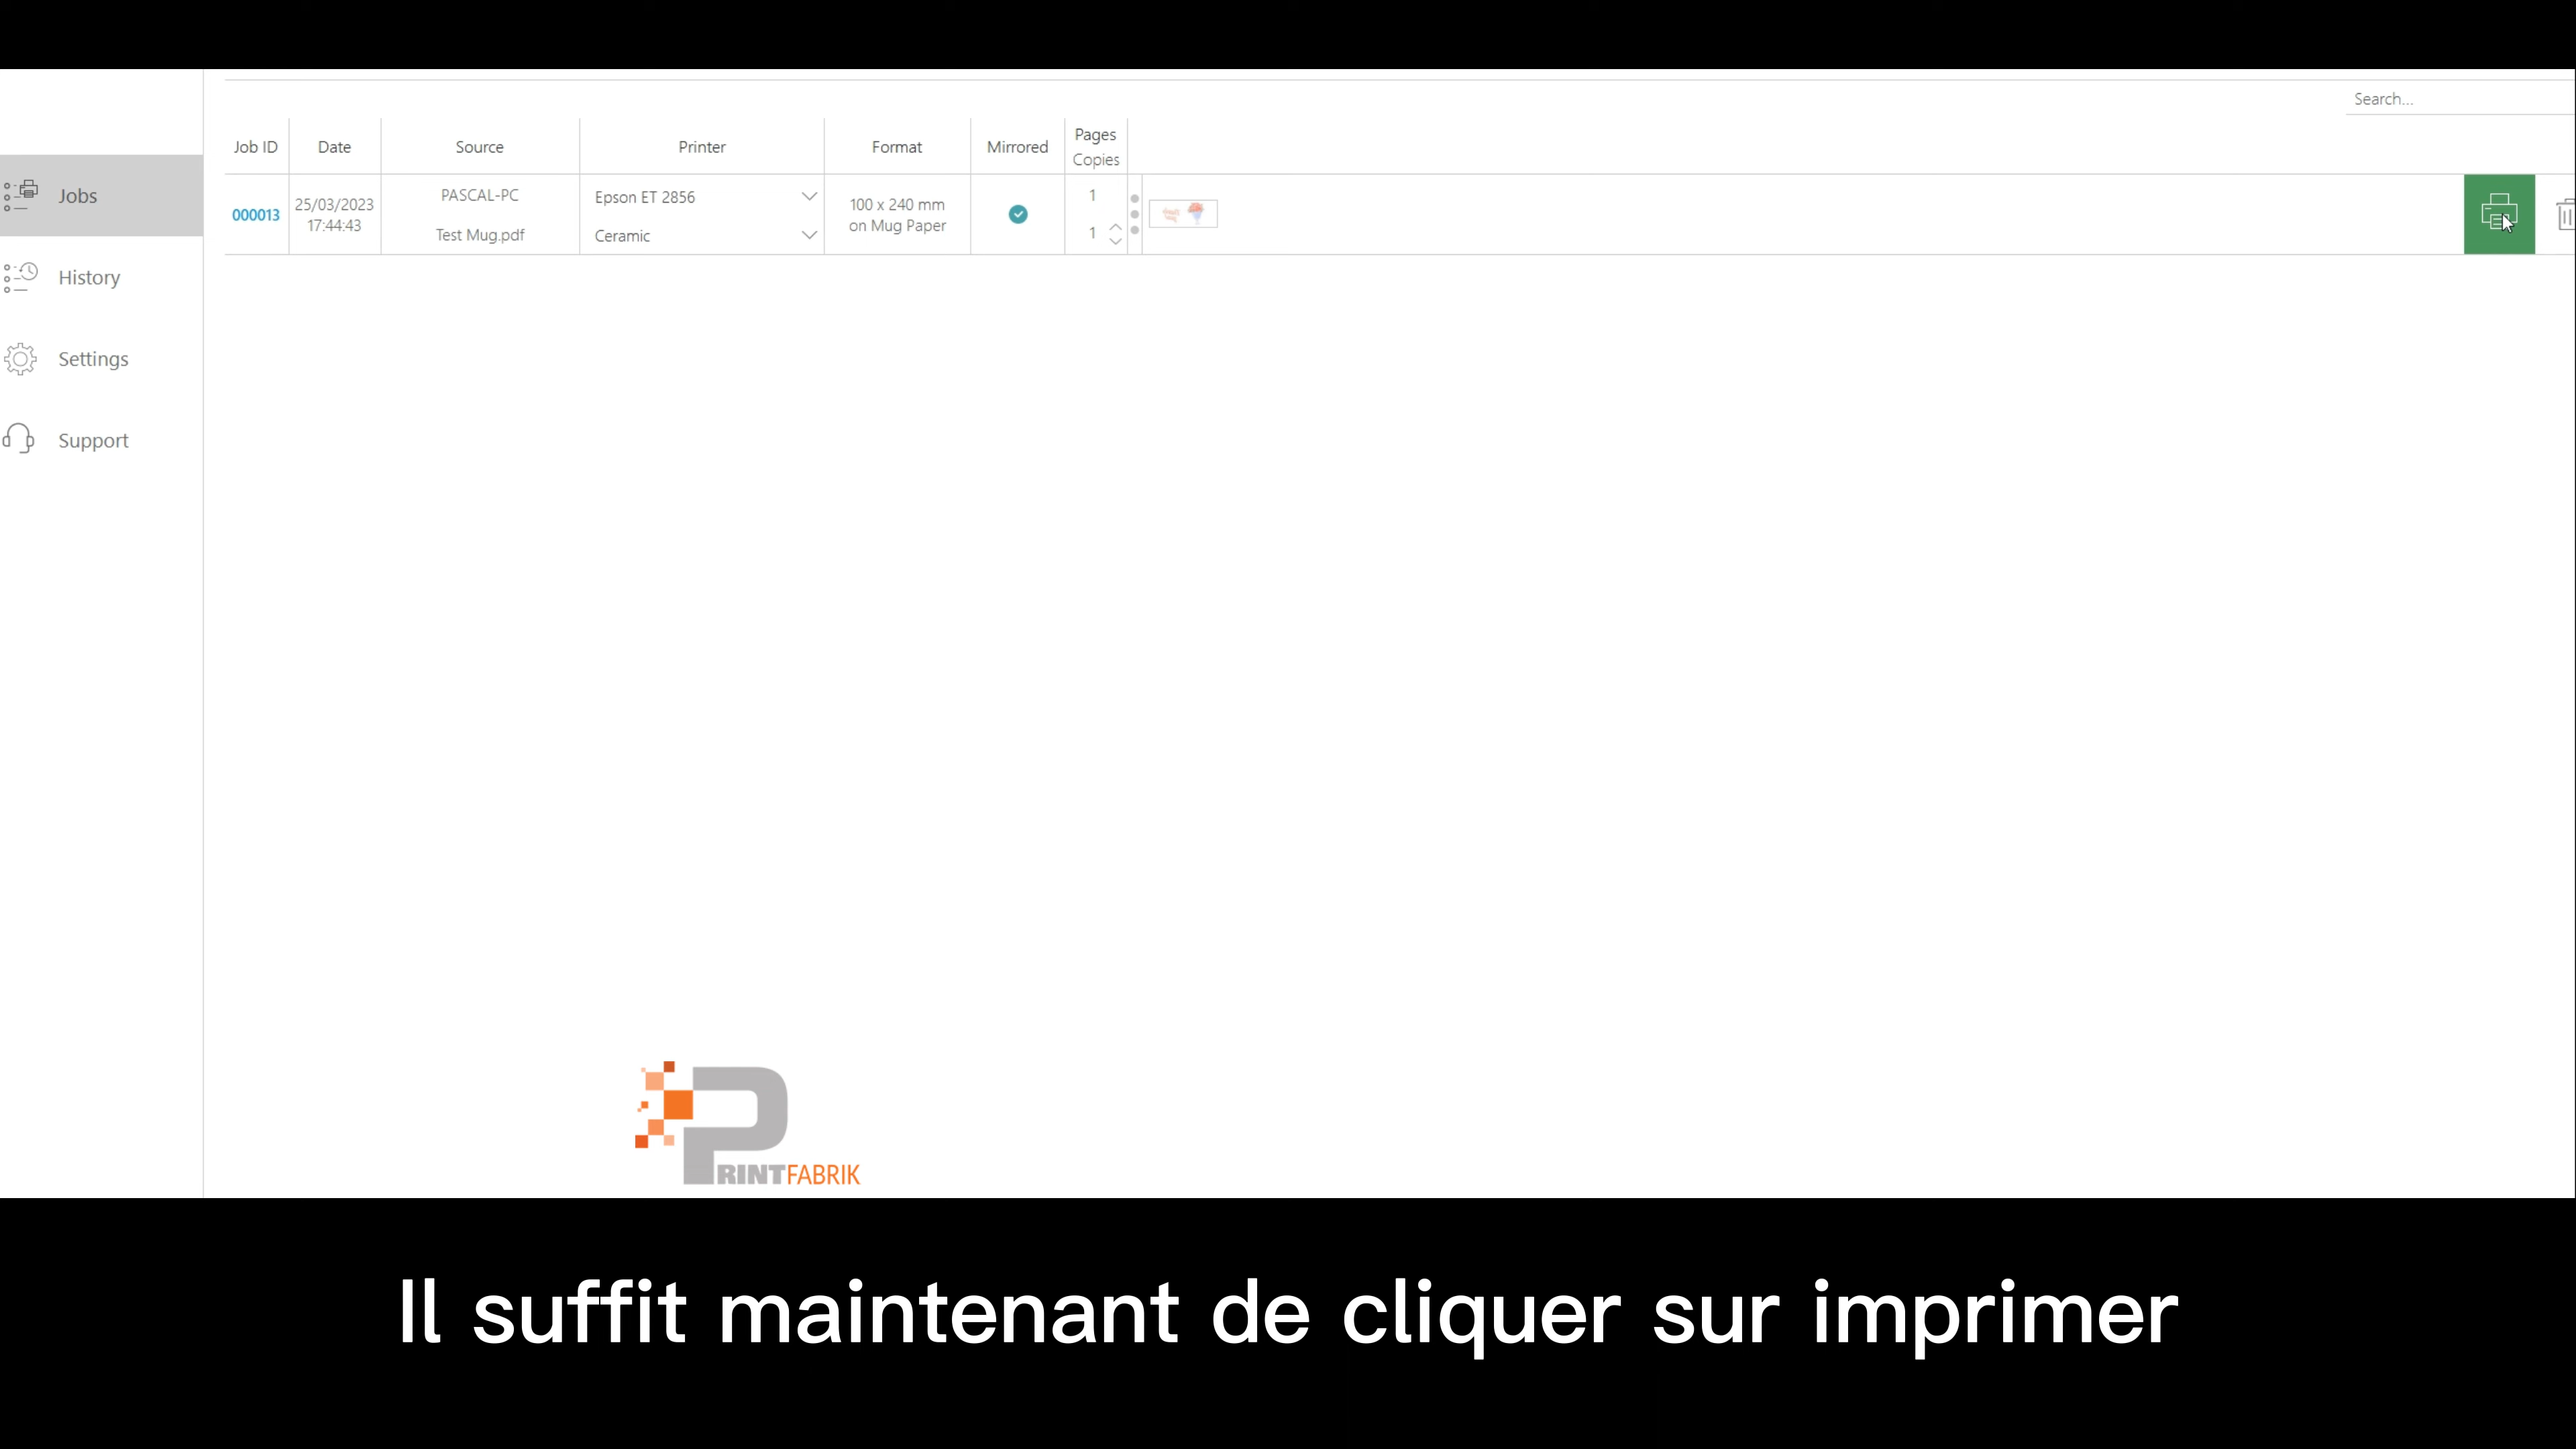 Search...
Job ID
Date
Source
Printer
Format
Mirrored
Pages
Copies
Jobs
000013
25/03/2023
17:44:43
PASCAL-PC
Test Mug.pdf
Epson ET 2856
Ceramic
100 x 240 mm
on Mug Paper
1
1
History
Settings
Support
PRINTFABRIK
Il suffit maintenant de cliquer sur imprimer